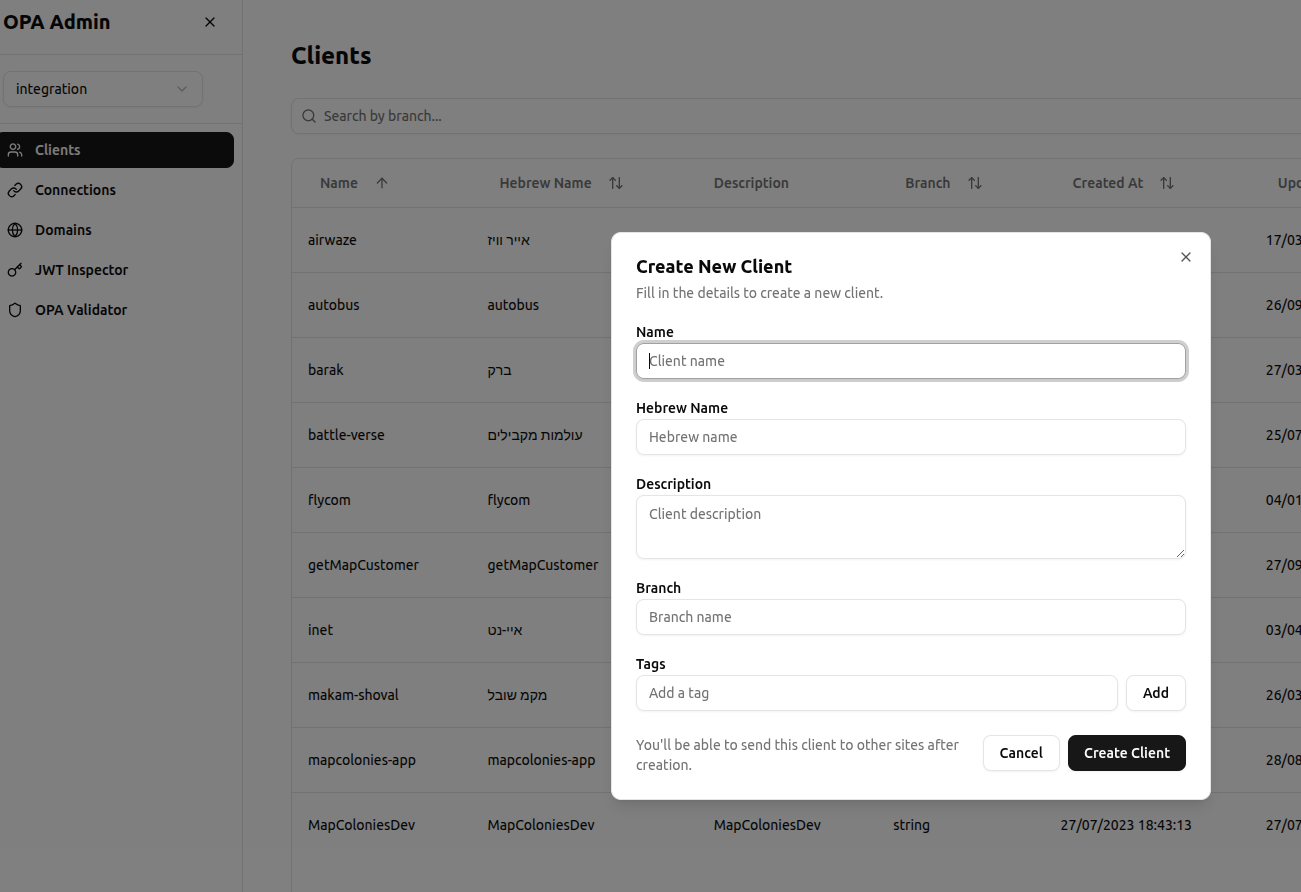 OPA Admin
integration
Clients
Connections
Domains
JWT Inspector
OPA Validator
Clients
Search by branch...
Name Hebrew Name Description Branch Created At
airwaze אייר וויז 17/03
autobus autobus 26/09
barak ברק 27/03
battle-verse עולמות מקבילים 25/07
flycom flycom 04/01
getMapCustomer getMapCustomer 27/09
inet איי-נט 03/04
makam-shoval מקמ שובל 26/03
mapcolonies-app mapcolonies-app 28/08
MapColoniesDev MapColoniesDev MapColoniesDev string 27/07/2023 18:43:13 27/07
Create New Client
Fill in the details to create a new client.
Name
Client name
Hebrew Name
Hebrew name
Description
Client description
Branch
Branch name
Tags
Add a tag Add
You'll be able to send this client to other sites after
creation.
Cancel Create Client